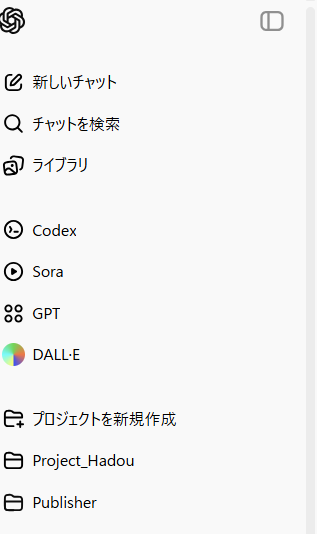 新しいチャット
チャットを検索
ライブラリ
Codex
Sora
GPT
DALL·E
プロジェクトを新規作成
Project_Hadou
Publisher